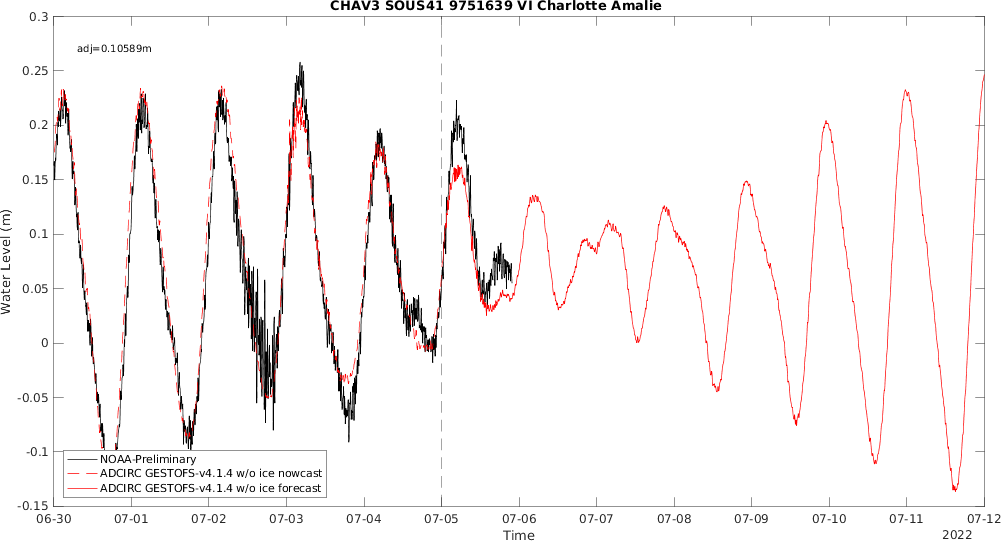 CHAV3 SOUS41 9751639 VI Charlotte Amalie
adj=0.10589m
0.3
0.25
0.2
0.15
0.1
0.05
0
-0.05
-0.1
-0.15
Water Level (m)
NOAA-Preliminary
ADCIRC GESTOFS-v4.1.4 w/o ice nowcast
ADCIRC GESTOFS-v4.1.4 w/o ice forecast
06-30 07-01 07-02 07-03 07-04 07-05 07-06 07-07 07-08 07-09 07-10 07-11 07-12
Time
2022